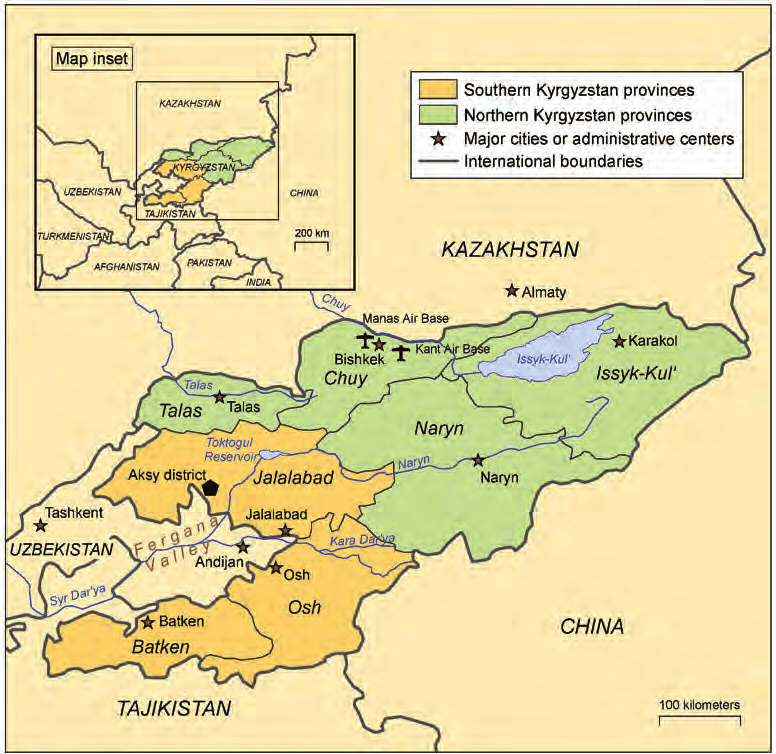 Map inset
KAZAKHSTAN
KYRGYZSTAN
UZBEKISTAN
CHINA
TAJIKISTAN
TURKMENISTAN
AFGHANISTAN
PAKISTAN
INDIA
200 km
Southern Kyrgyzstan provinces
Northern Kyrgyzstan provinces
Major cities or administrative centers
International boundaries
KAZAKHSTAN
Almaty
Chuy
Manas Air Base
Bishkek
Kant Air Base
Chuy
Issyk-Kul'
Karakol
Issyk-Kul'
Talas
Talas
Talas
Naryn
Toktogul
Reservoir
Naryn
Naryn
Aksy district
Jalalabad
Jalalabad
Tashkent
Fergana
Valley
UZBEKISTAN
Kara Dar'ya
Andijan
Osh
Syr Dar'ya
Osh
Batken
Batken
CHINA
TAJIKISTAN
100 kilometers